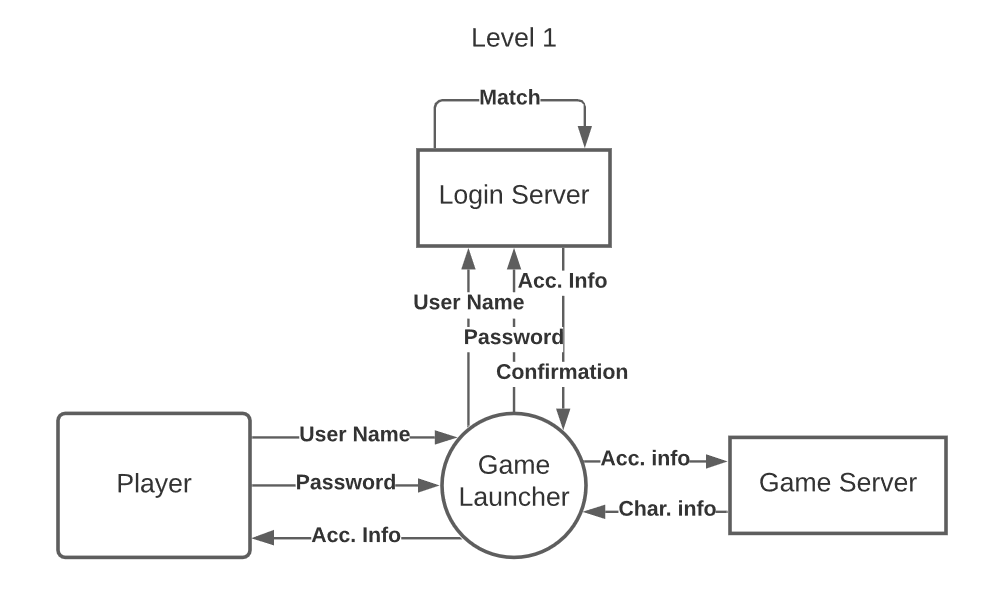 Level 1
Match
Login Server
Acc. Info
User Name
Password
Confirmation
User Name
Game
Launcher
Acc. info
Player
Password
Game Server
Char. info
Acc. Info